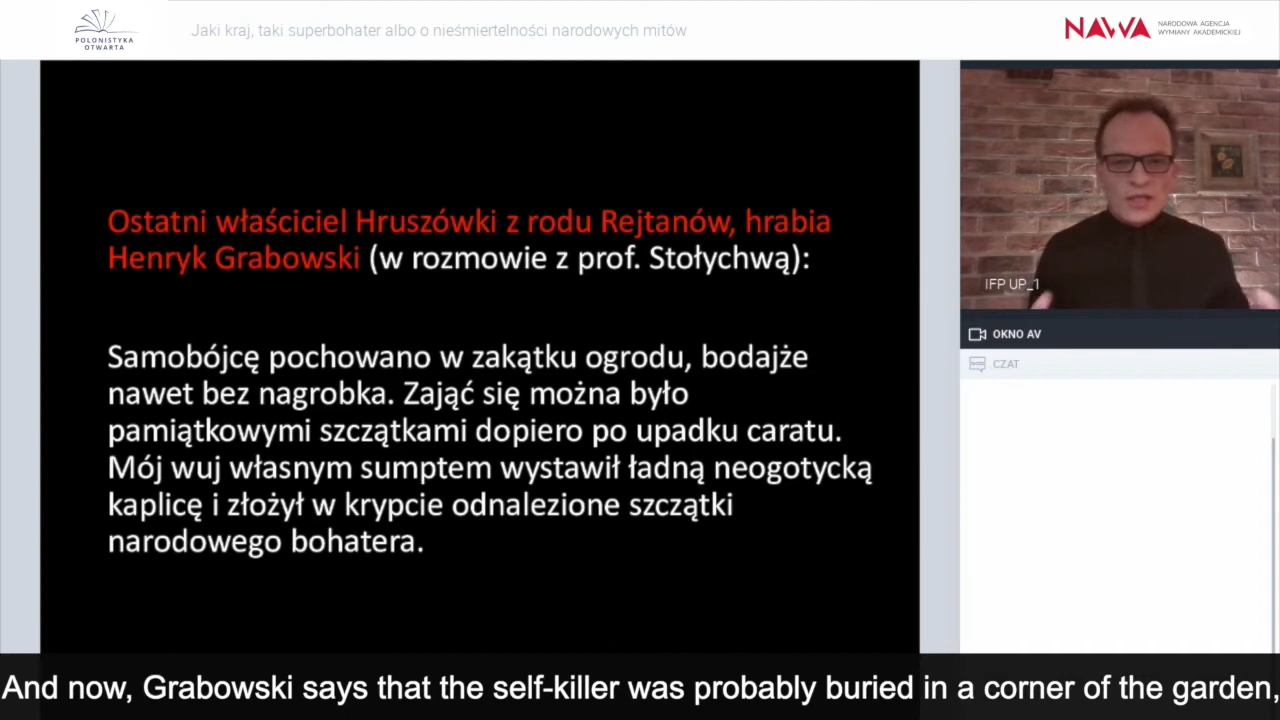 POLONISTYKA
OTWARTA
Jaki kraj, taki superbohater albo o nieśmiertelności narodowych mitów
NAWA
NARODOWA AGENCJA
WYMIANY AKADEMICKIEJ
Ostatni właściciel Hruszówki z rodu Rejtanów, hrabia
Henryk Grabowski (w rozmowie z prof. Stołychwą):
Samobójcę pochowano w zakątku ogrodu, bodajże
nawet bez nagrobka. Zająć się można było
pamiątkowymi szczątkami dopiero po upadku caratu.
Mój wuj własnym sumptem wystawił ładną neogotycką
kaplicę i złożył w krypcie odnalezione szczątki
narodowego bohatera.
IFP UP_1
OKNO AV
CZAT
And now, Grabowski says that the self-killer was probably buried in a corner of the garden,